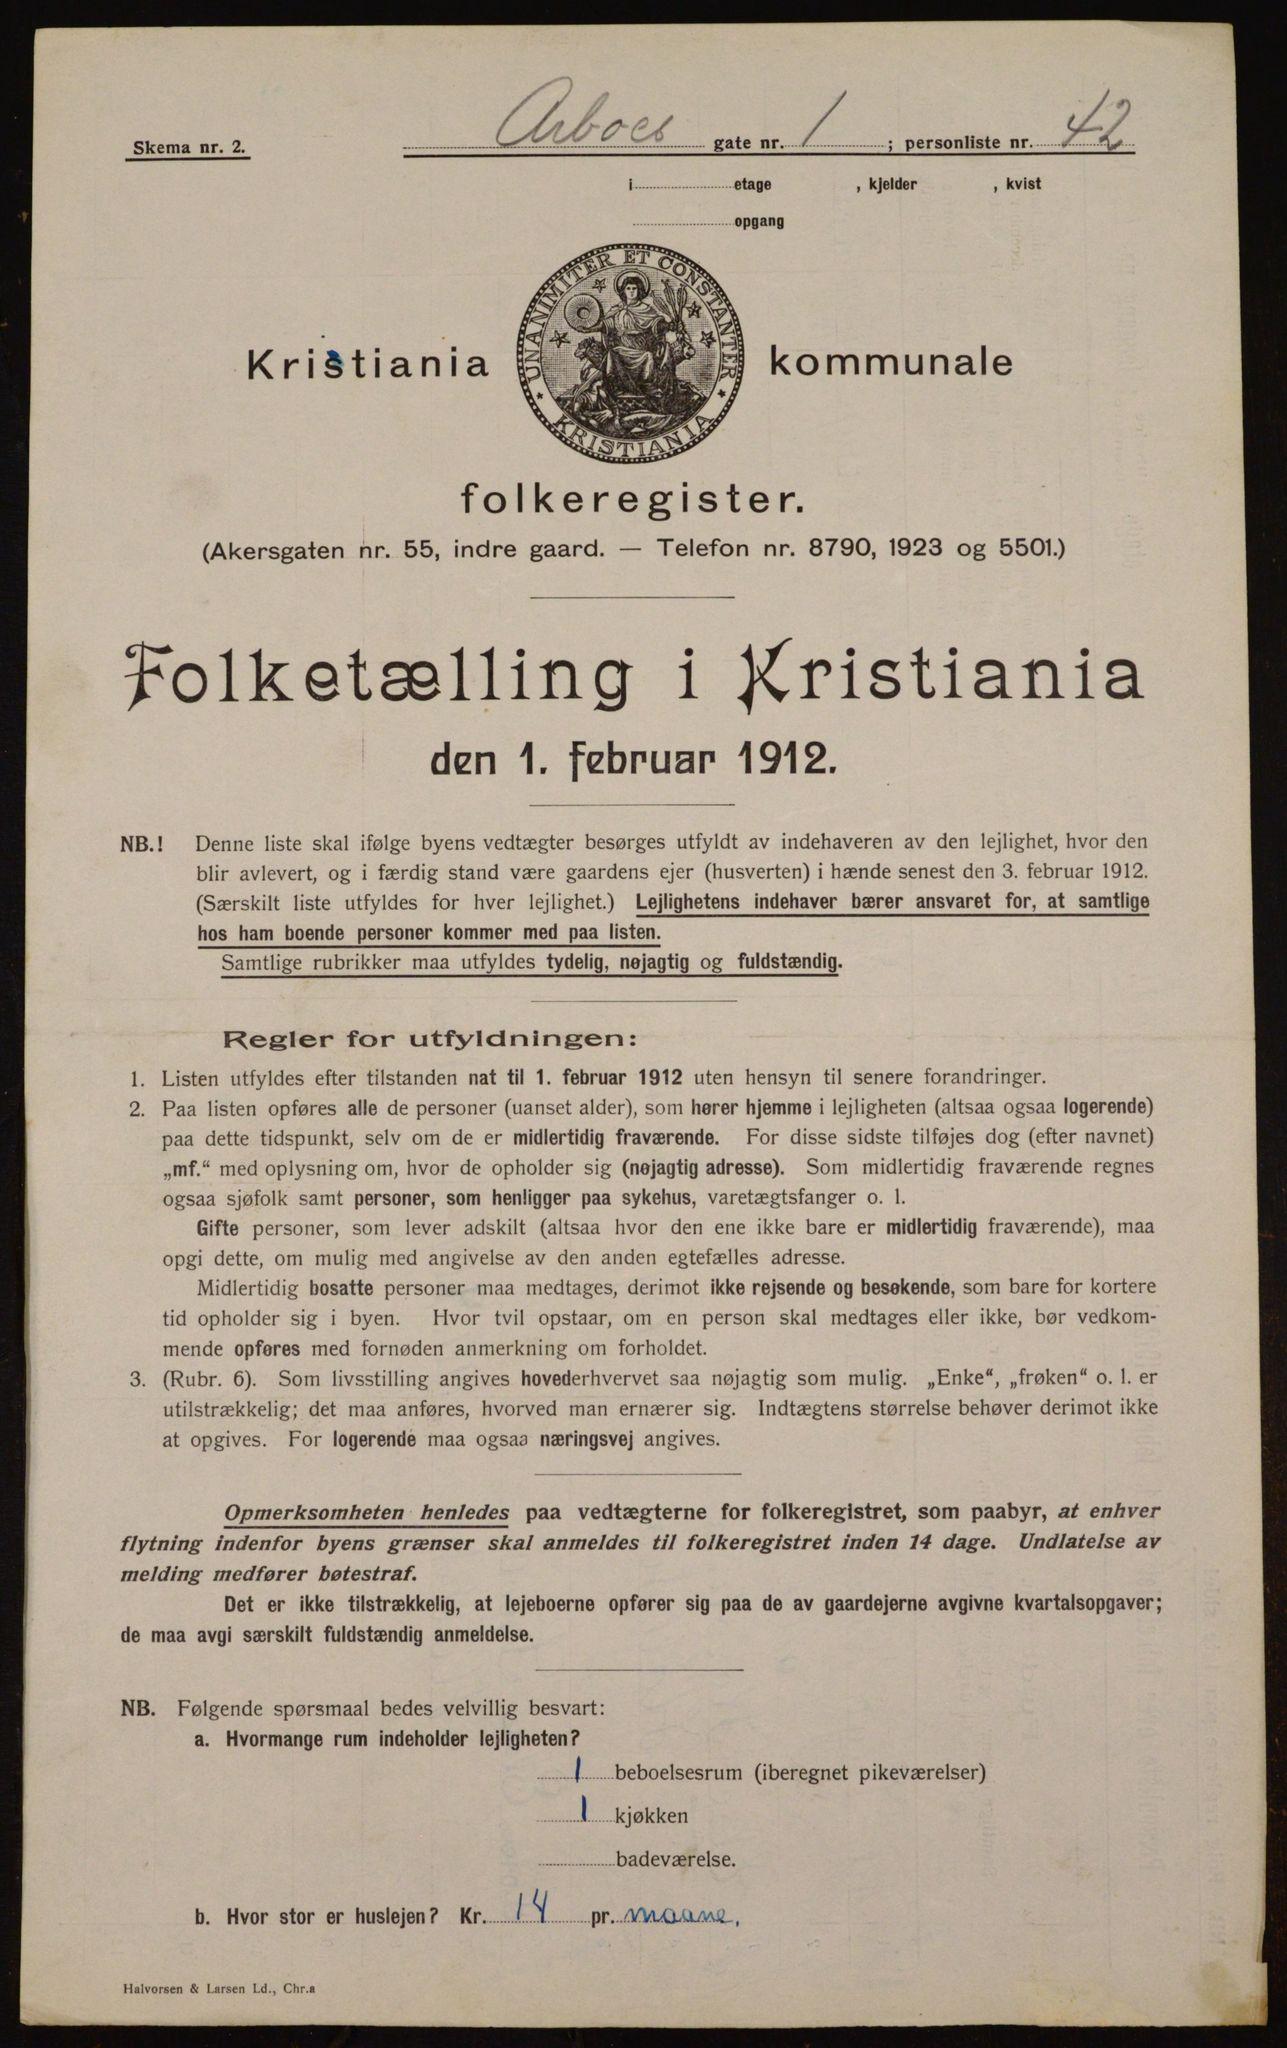 Skema nr. 2. Arboes gate nr. 1 ; personliste nr. 42
i etage , kjelder , kvist
opgang
UNANIMITER ET CONSTANTER
KRISTIANIA
Kristiania kommunale
folkeregister.
(Akersgaten nr. 55, indre gaard. — Telefon nr. 8790, 1923 og 5501.)
Folketælling i Kristiania
den 1. februar 1912.
NB.! Denne liste skal ifølge byens vedtægter besørges utfyldt av indehaveren av den lejlighet, hvor den
blir avlevert, og i færdig stand være gaardens ejer (husverten) i hænde senest den 3. februar 1912.
(Særskilt liste utfyldes for hver lejlighet.) Lejlighetens indehaver bærer ansvaret for, at samtlige
hos ham boende personer kommer med paa listen.
Samtlige rubrikker maa utfyldes tydelig, nøjagtig og fuldstændig.
Regler for utfyldningen:
1. Listen utfyldes efter tilstanden nat til 1. februar 1912 uten hensyn til senere forandringer.
2. Paa listen opføres alle de personer (uanset alder), som hører hjemme i lejligheten (altsaa ogsaa logerende)
paa dette tidspunkt, selv om de er midlertidig fraværende. For disse sidste tilføjes dog (efter navnet)
„mf.“ med oplysning om, hvor de opholder sig (nøjagtig adresse). Som midlertidig fraværende regnes
ogsaa sjøfolk samt personer, som henligger paa sykehus, varetægtsfanger o. l.
Gifte personer, som lever adskilt (altsaa hvor den ene ikke bare er midlertidig fraværende), maa
opgi dette, om mulig med angivelse av den anden egtefælles adresse.
Midlertidig bosatte personer maa medtages, derimot ikke rejsende og besøkende, som bare for kortere
tid opholder sig i byen. Hvor tvil opstaar, om en person skal medtages eller ikke, bør vedkom-
mende opføres med fornøden anmerkning om forholdet.
3. (Rubr. 6). Som livsstilling angives hovederhvervet saa nøjagtig som mulig. „Enke“, „frøken“ o. l. er
utilstrækkelig; det maa anføres, hvorved man ernærer sig. Indtægtens størrelse behøver derimot ikke
at opgives. For logerende maa ogsaa næringsvej angives.
Opmerksomheten henledes paa vedtægterne for folkeregistret, som paabyr, at enhver
flytning indenfor byens grænser skal anmeldes til folkeregistret inden 14 dage. Undlatelse av
melding medfører bøtestraf.
Det er ikke tilstrækkelig, at lejeboerne opfører sig paa de av gaardejerne avgivne kvartalsopgaver;
de maa avgi særskilt fuldstændig anmeldelse.
NB. Følgende spørsmaal bedes velvillig besvart:
a. Hvormange rum indeholder lejligheten?
1 beboelsesrum (iberegnet pikeværelser)
1 kjøkken
badeværelse.
b. Hvor stor er huslejen? Kr. 14 pr. maane.
Halvorsen & Larsen Ld., Chr.a